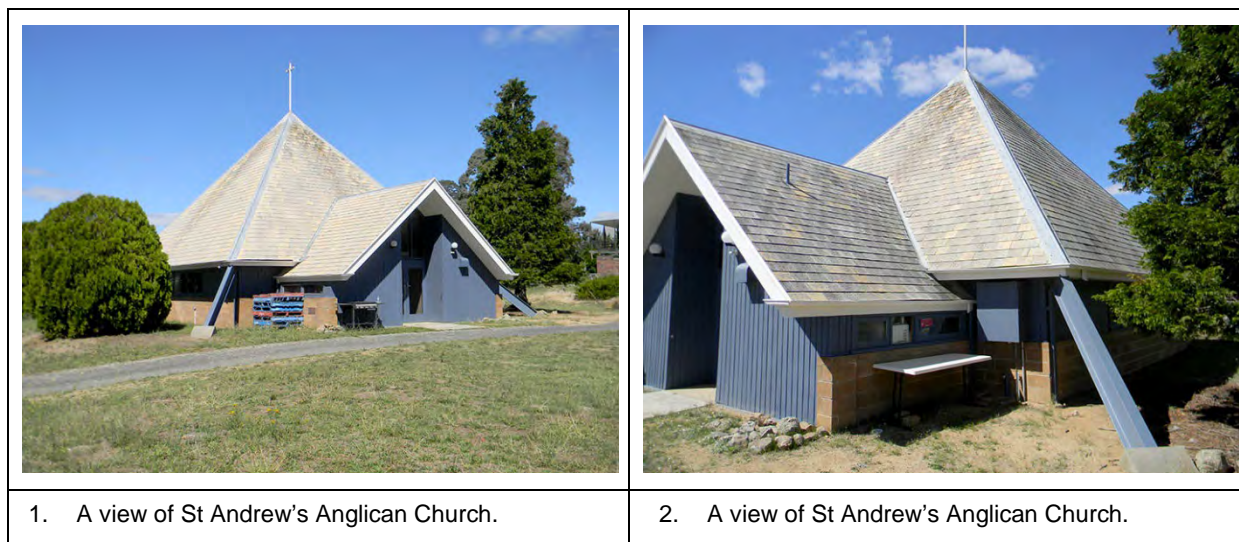 1. A view of St Andrew's Anglican Church.
2. A view of St Andrew's Anglican Church.